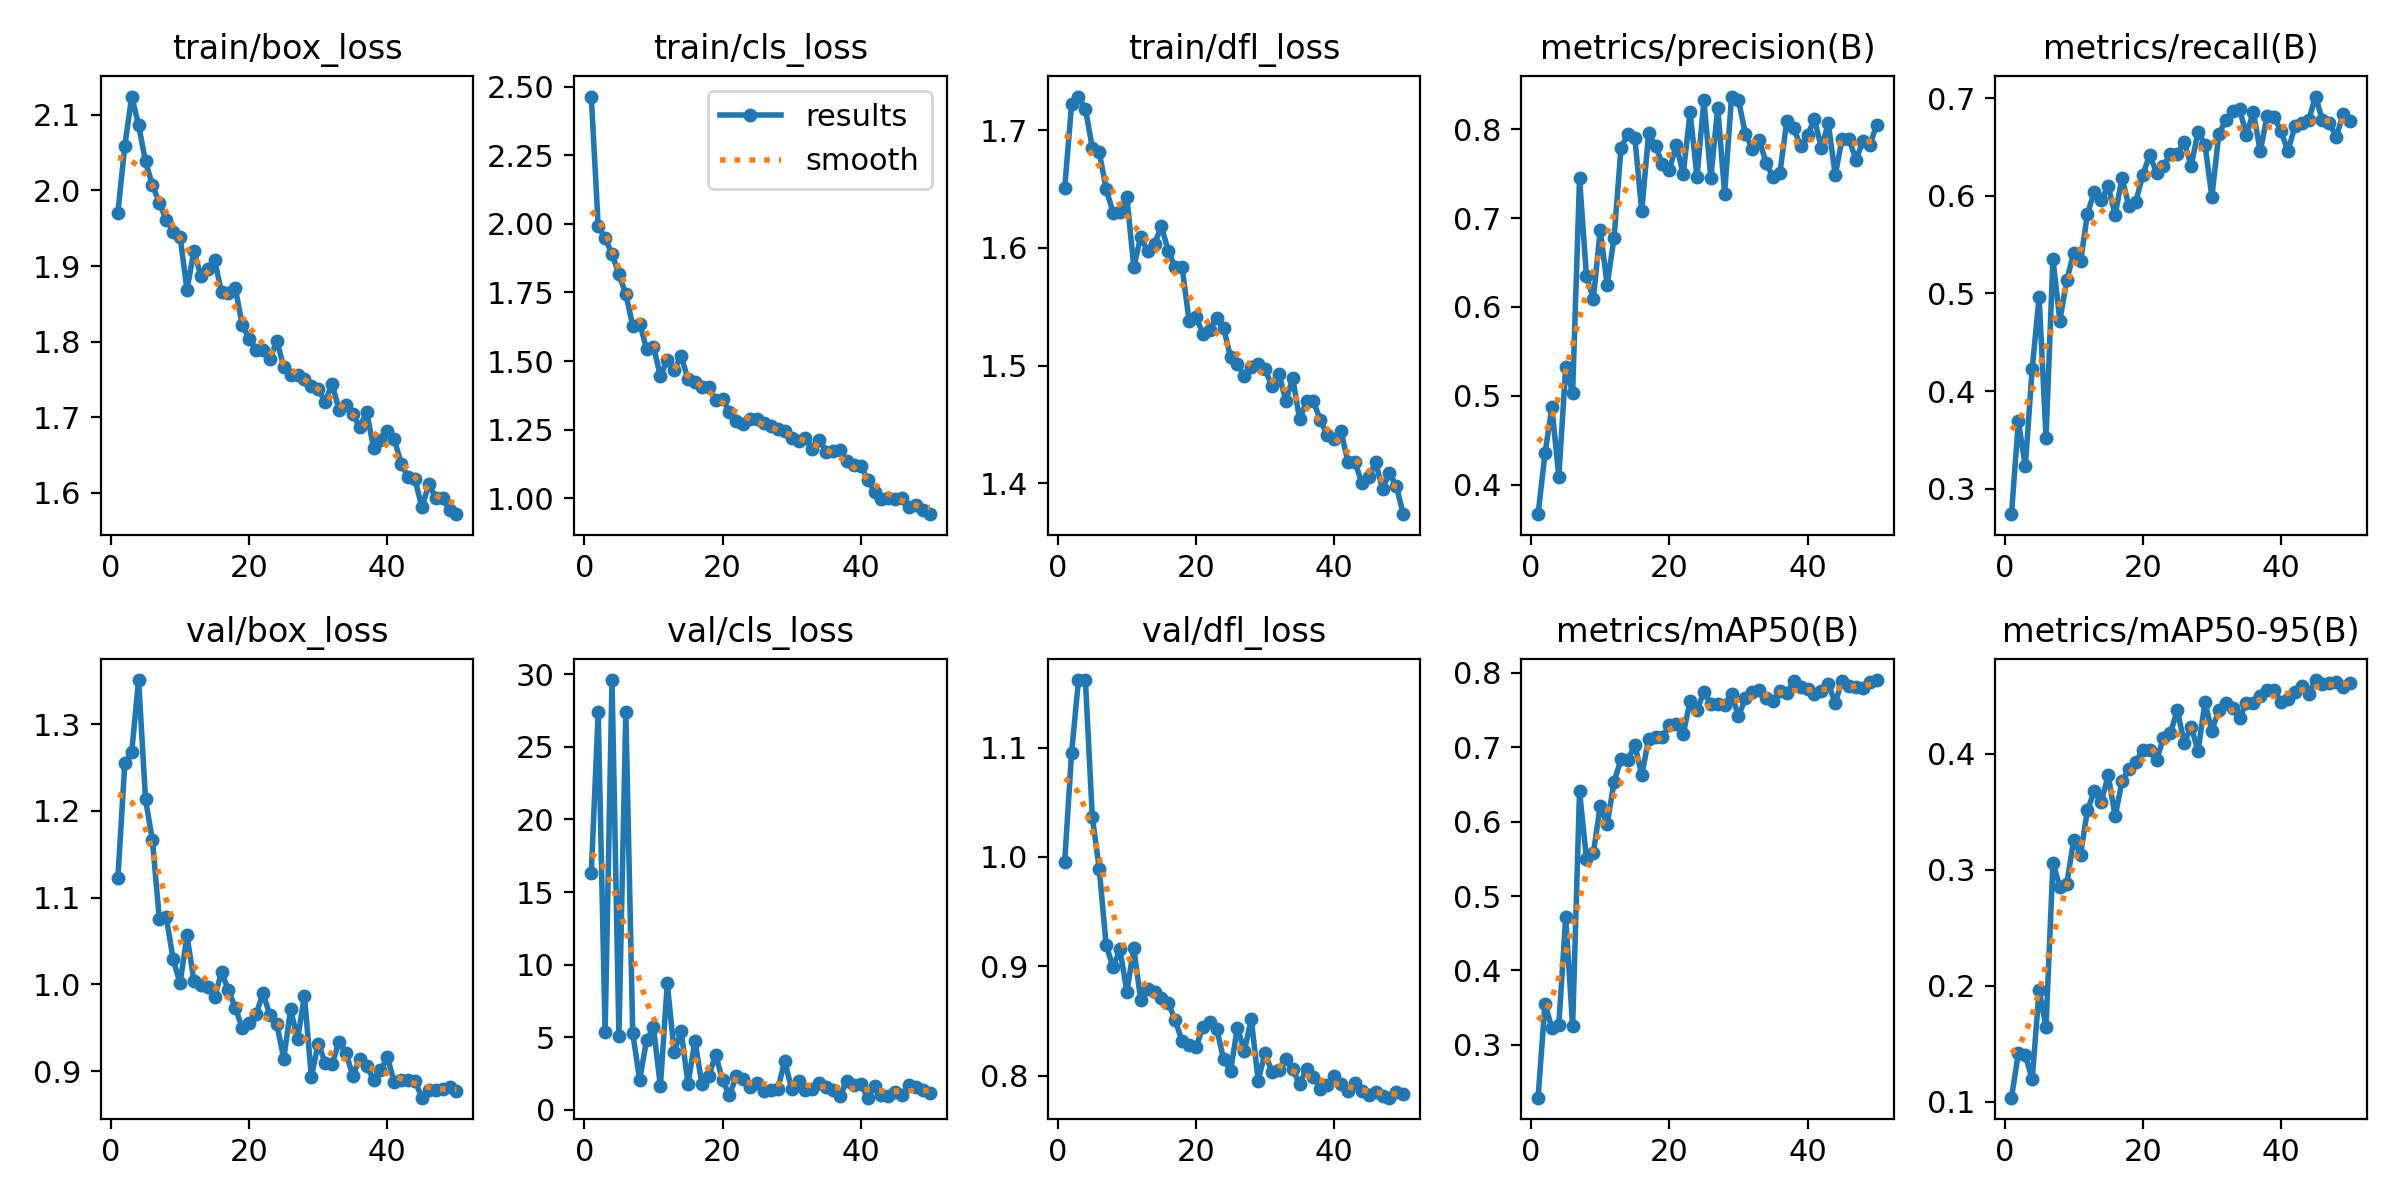 train/box_loss
train/cls_loss
train/dfl_loss
metrics/precision(B)
metrics/recall(B)
2.1
2.0
1.9
1.8
1.7
1.6
0 20 40
2.50
2.25
2.00
1.75
1.50
1.25
1.00
results
smooth
0 20 40
1.7
1.6
1.5
1.4
0 20 40
0.8
0.7
0.6
0.5
0.4
0 20 40
0.7
0.6
0.5
0.4
0.3
0 20 40
val/box_loss
val/cls_loss
val/dfl_loss
metrics/mAP50(B)
metrics/mAP50-95(B)
1.3
1.2
1.1
1.0
0.9
0 20 40
30
25
20
15
10
5
0
0 20 40
1.1
1.0
0.9
0.8
0 20 40
0.8
0.7
0.6
0.5
0.4
0.3
0 20 40
0.4
0.3
0.2
0.1
0 20 40